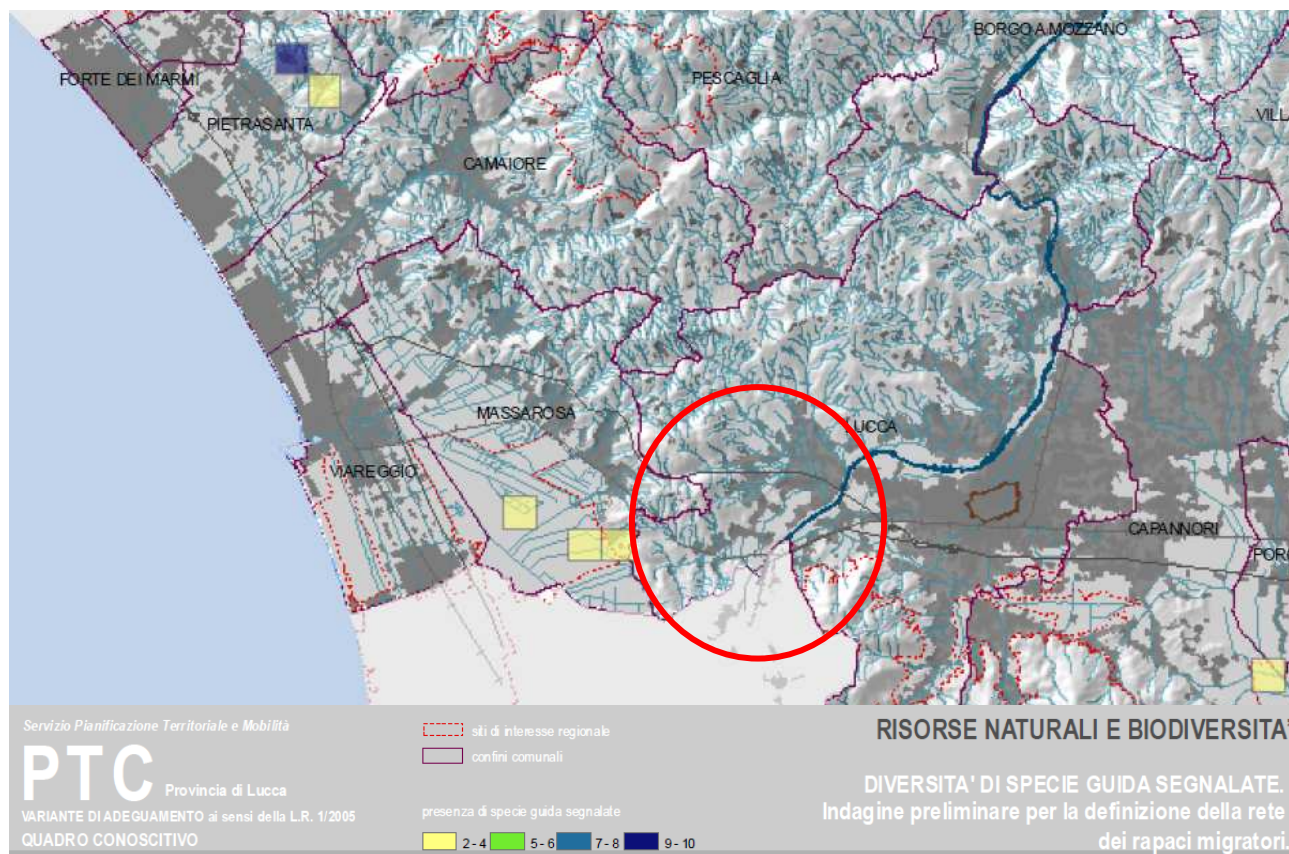 BORGO A MOZZANO
FORTE DEI MARMI
PESCAGLIA
PIETRASANTA
CAMAIORE
MASSAROSA
LUCCA
VIAREGGIO
CAPANNORI
Servizio Pianificazione Territoriale e Mobilità
PTC Provincia di Lucca
VARIANTE DI ADEGUAMENTO ai sensi della L.R. 1/2005
QUADRO CONOSCITIVO
siti di interesse regionale
confini comunali
presenza di specie guida segnalate
2 - 4 5 - 6 7 - 8 9 - 10
RISORSE NATURALI E BIODIVERSITA'
DIVERSITA' DI SPECIE GUIDA SEGNALATE.
Indagine preliminare per la definizione della rete
dei rapaci migratori.